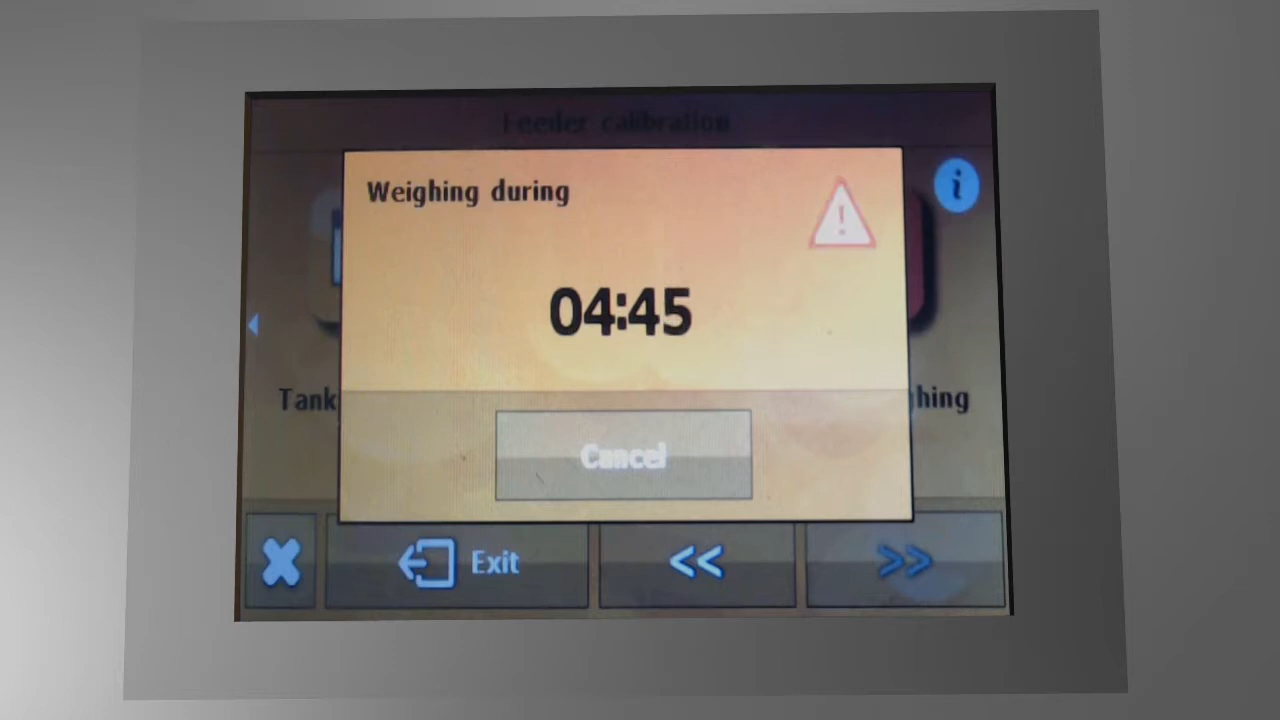 Feeder calibration
Weighing during
04:45
Tank
hing
Cancel
Exit
<<
>>